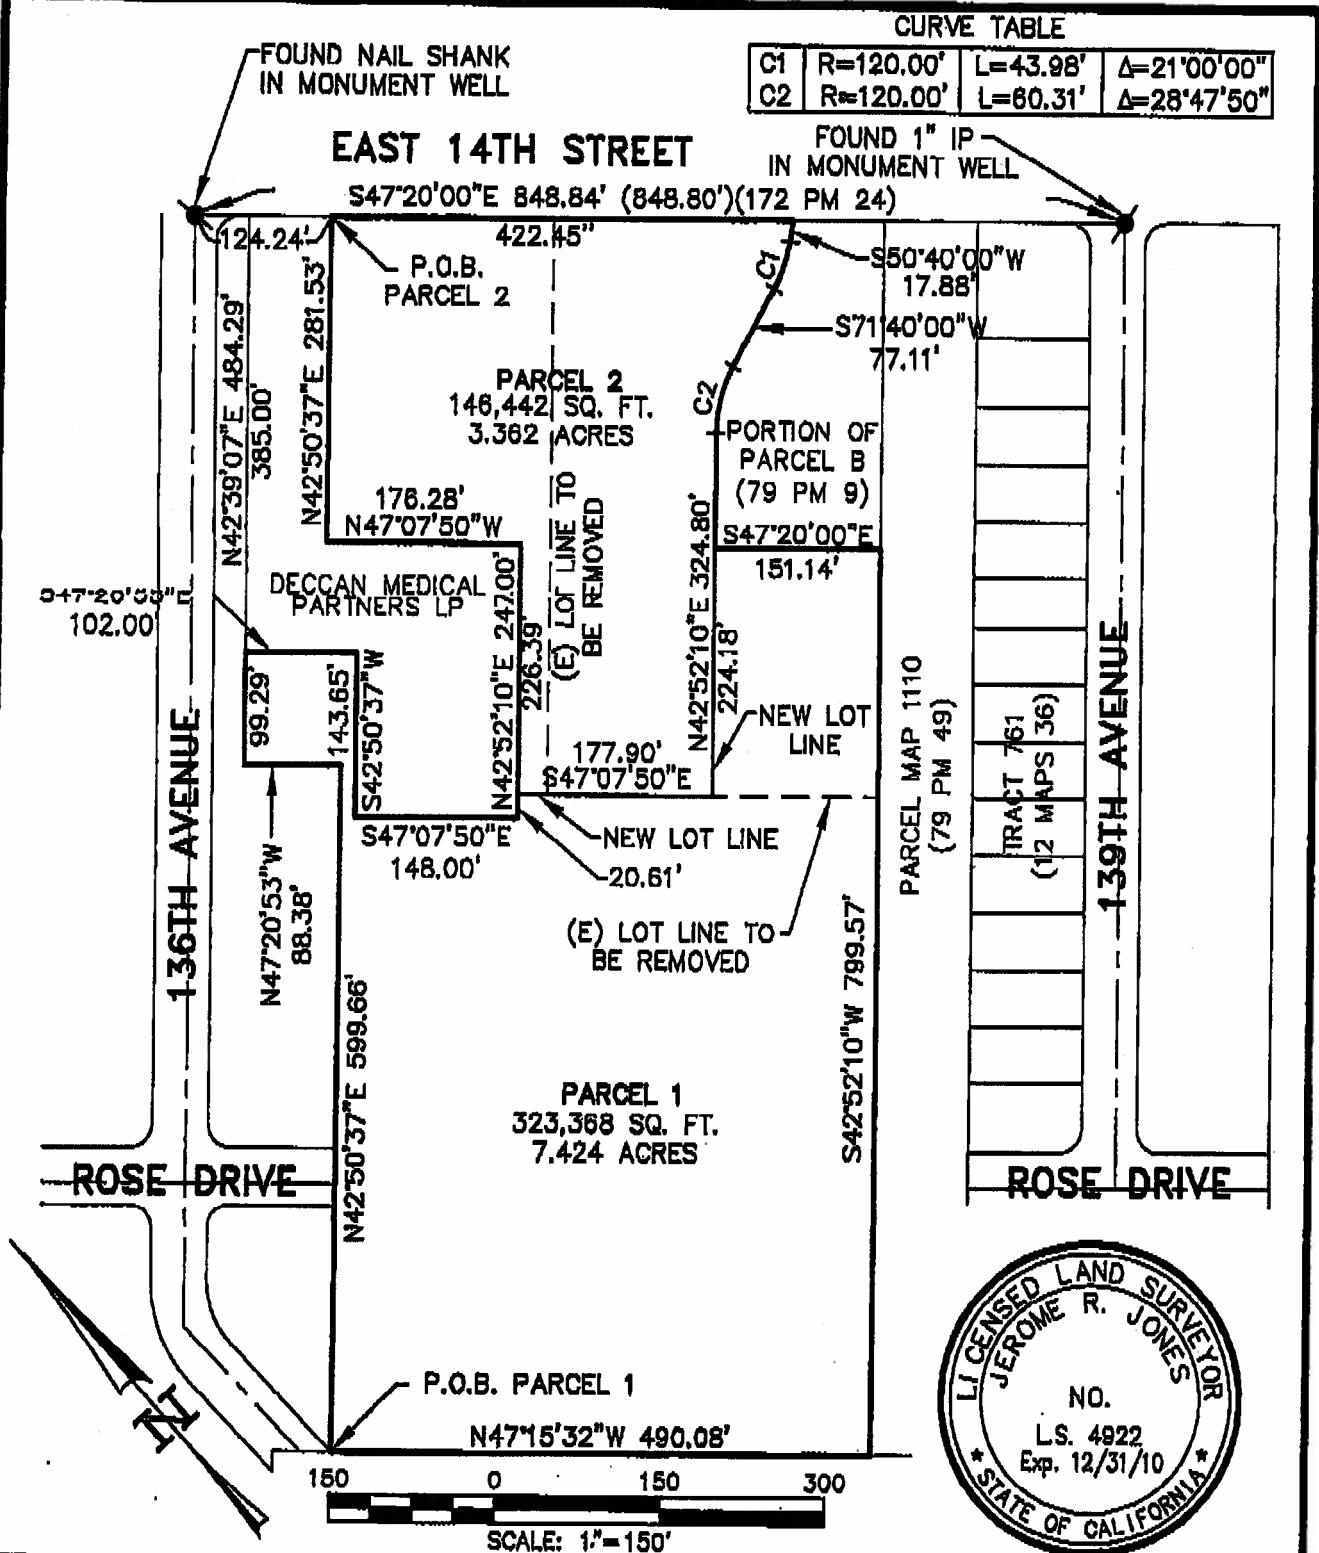 CURVE TABLE
C1 R=120.00' L=43.98' Δ=21°00'00"
C2 R=120.00' L=60.31' Δ=28°47'50"
FOUND NAIL SHANK
IN MONUMENT WELL
FOUND 1" IP
IN MONUMENT WELL
EAST 14TH STREET
S47°20'00"E 848.84' (848.80')(172 PM 24)
124.24'
422.45"
P.O.B.
PARCEL 2
S50°40'00"W
17.88'
C1
S71°40'00"W
77.11'
C2
N42°39'07"E 484.29'
385.00'
N42°50'37"E 281.53'
PARCEL 2
146,442 SQ. FT.
3.362 ACRES
PORTION OF
PARCEL B
(79 PM 9)
(E) LOT LINE TO
BE REMOVED
176.28'
N47°07'50"W
S47°20'00"E
151.14'
DECCAN MEDICAL
PARTNERS LP
102.00'
99.29'
143.65'
S42°50'37"W
N42°52'10"E 247.00'
226.39'
N42°52'10"E 324.80'
224.18'
NEW LOT
LINE
177.90'
S47°07'50"E
NEW LOT LINE
20.61'
S47°07'50"E
148.00'
N47°20'53"W
88.38'
(E) LOT LINE TO
BE REMOVED
136TH AVENUE
PARCEL MAP 1110
(79 PM 49)
TRACT 761
(12 MAPS 36)
139TH AVENUE
N42°50'37"E 599.66'
S42°52'10"W 799.57'
PARCEL 1
323,368 SQ. FT.
7.424 ACRES
ROSE DRIVE
ROSE DRIVE
P.O.B. PARCEL 1
N47°15'32"W 490.08'
N
150 0 150 300
SCALE: 1"=150'
LICENSED LAND SURVEYOR
JEROME R. JONES
NO.
L.S. 4922
Exp. 12/31/10
* STATE OF CALIFORNIA *